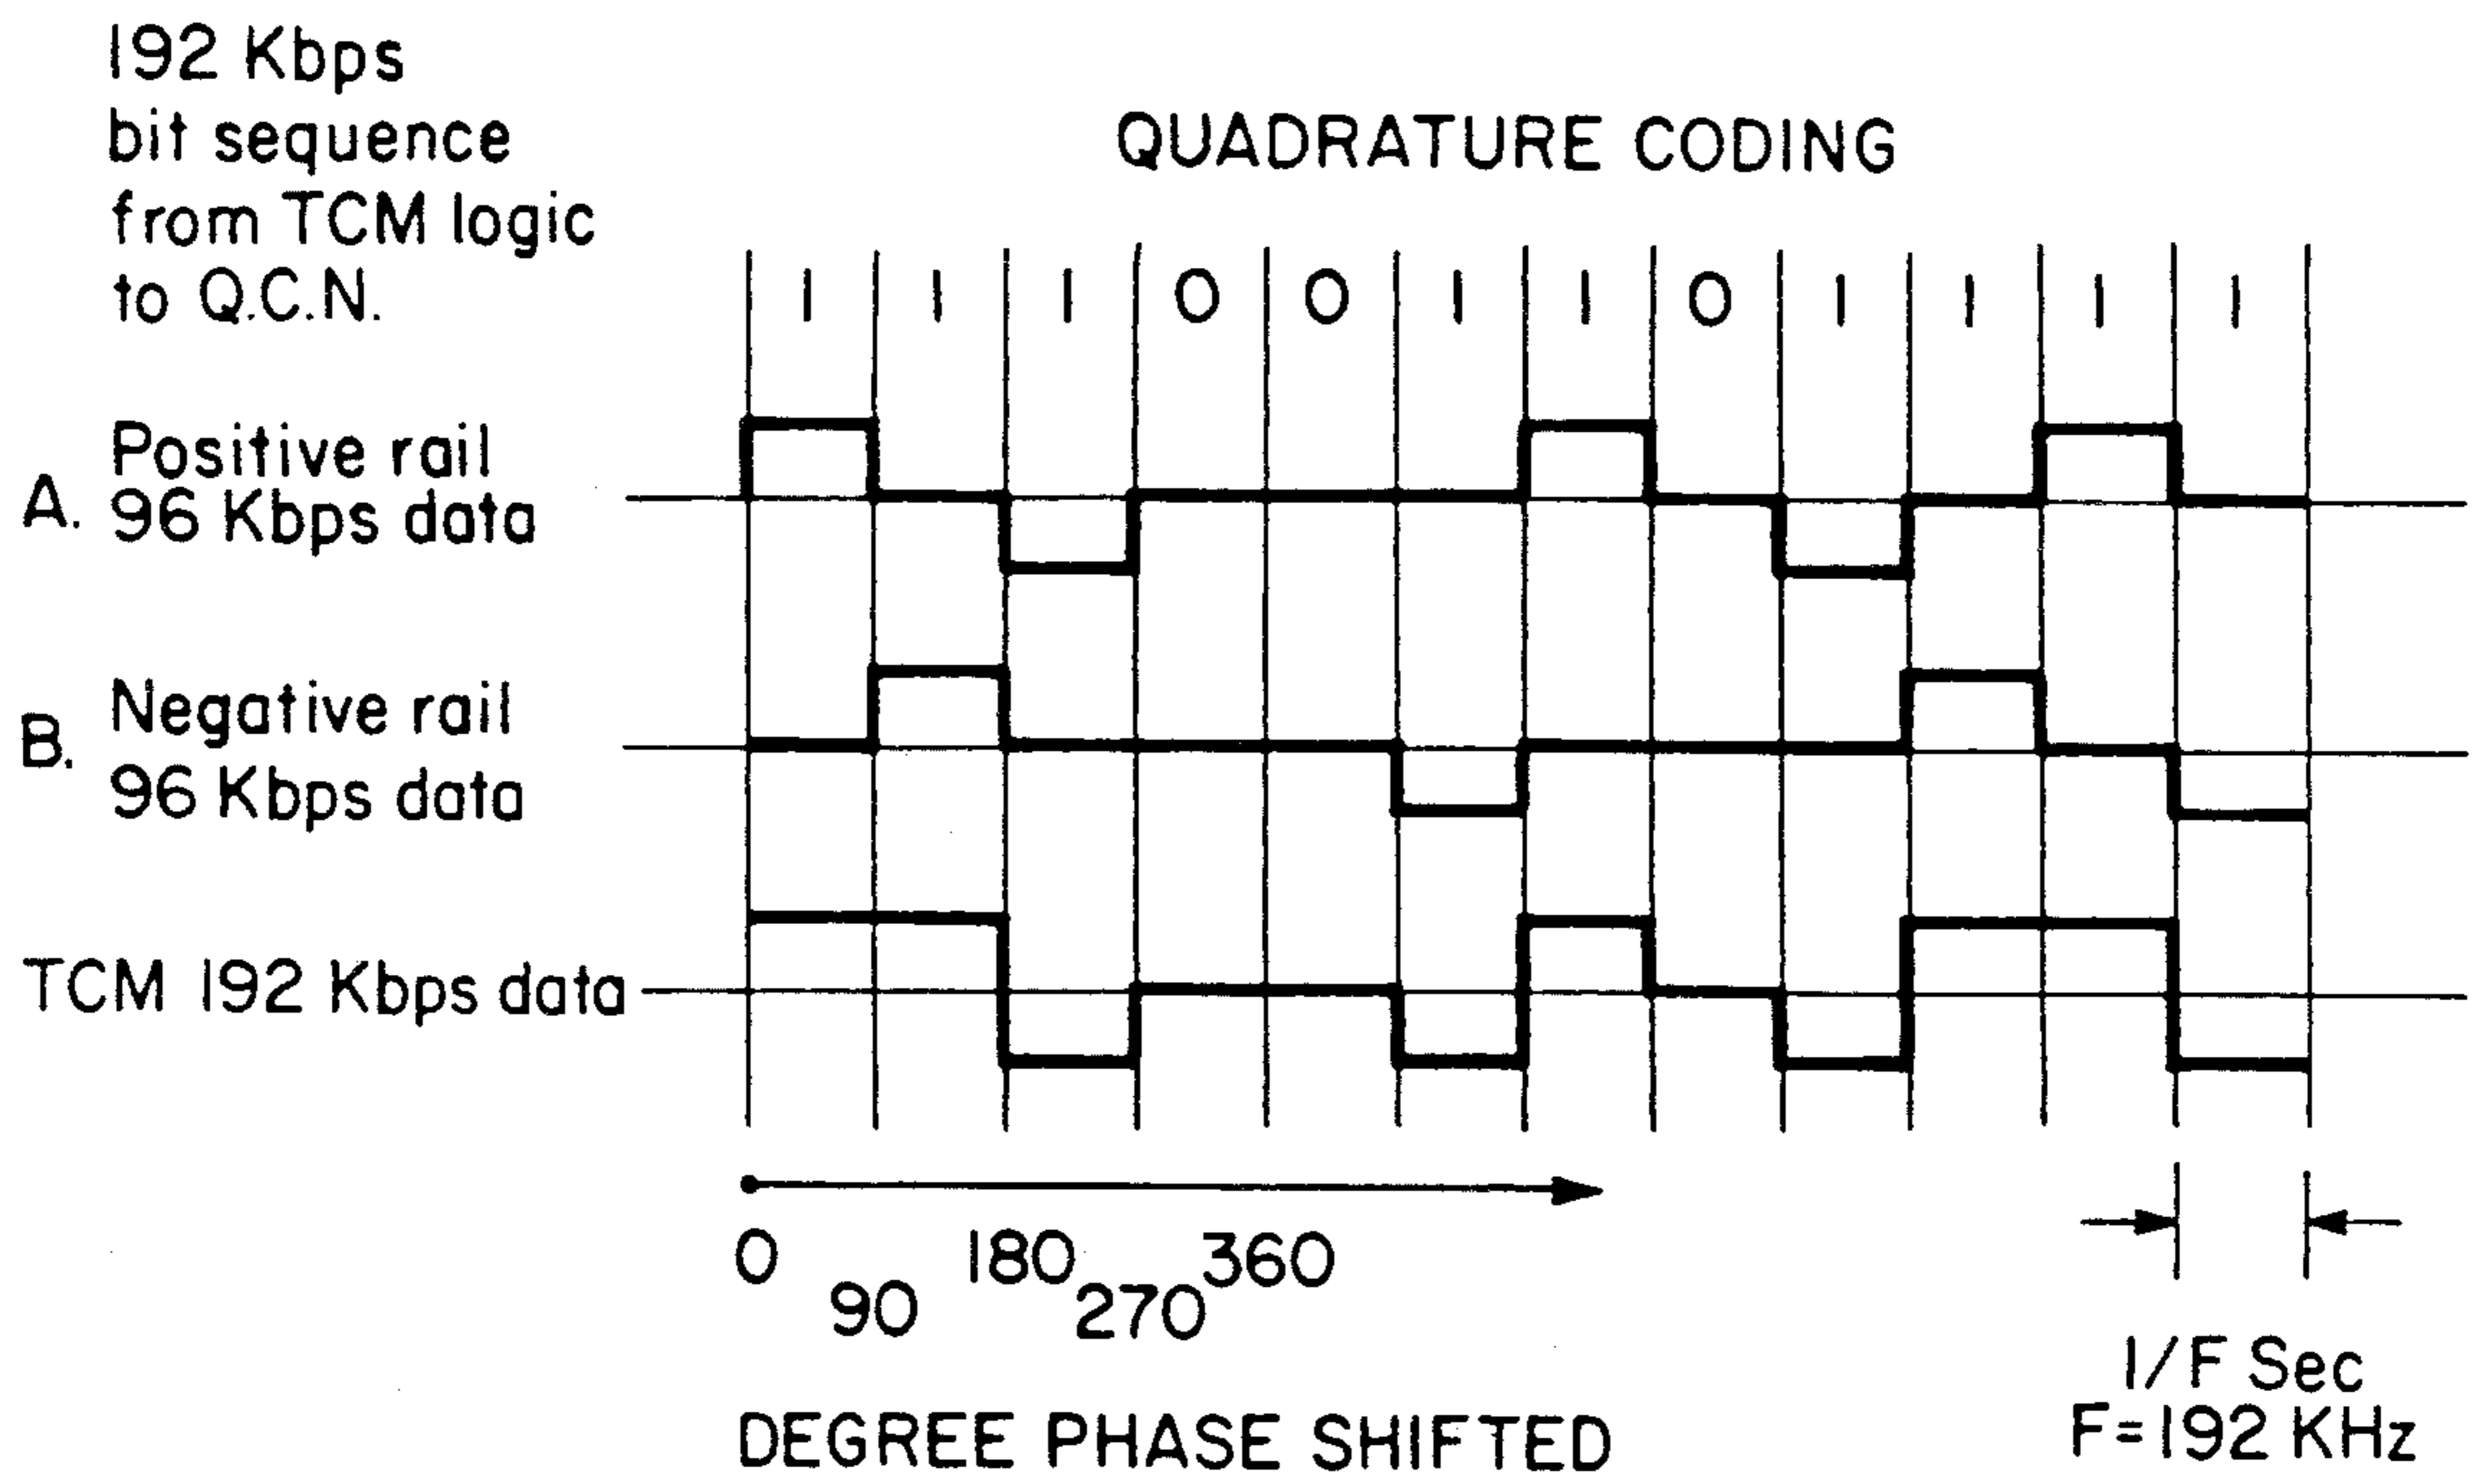 192 Kbps
bit sequence
from TCM logic
to Q.C.N.
QUADRATURE CODING
1 1 1 0 0 1 1 0 1 1 1 1
A. Positive rail
96 Kbps data
B. Negative rail
96 Kbps data
TCM 192 Kbps data
0 90 180 270 360
DEGREE PHASE SHIFTED
1/F Sec
F=192 KHz